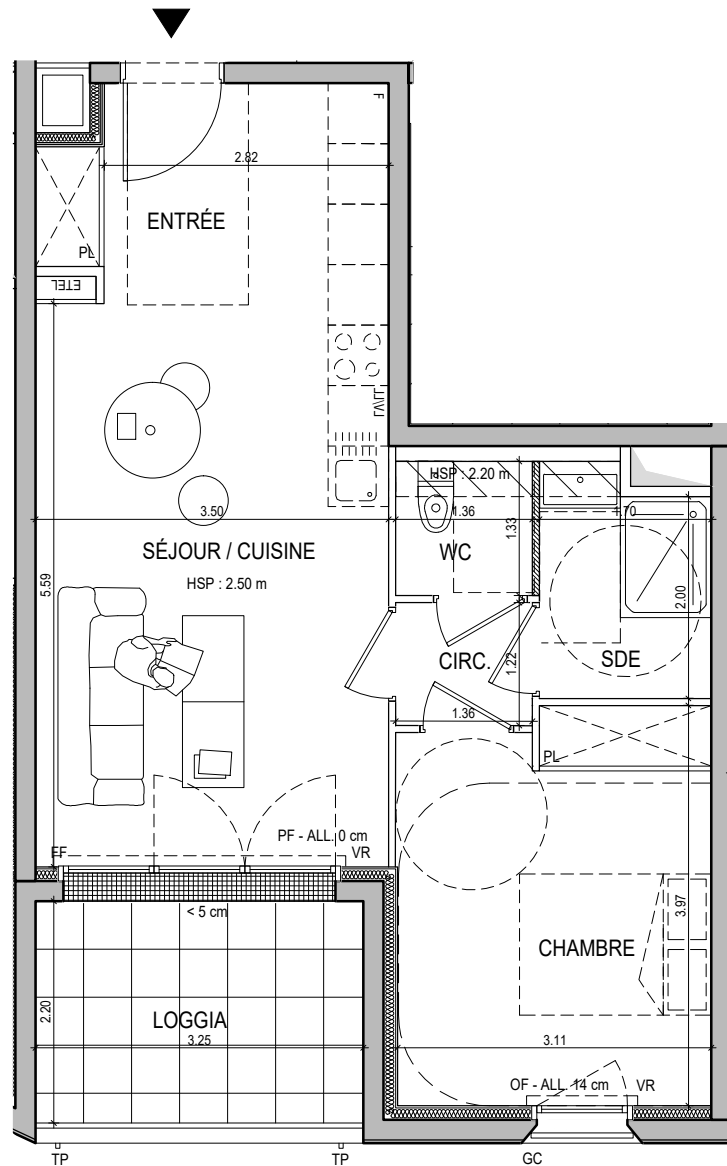 F
2.82
ENTRÉE
PL
ETEL
LV/LL
HSP : 2.20 m
3.50
1.36
1.33
1.70
SÉJOUR / CUISINE
WC
HSP : 2.50 m
5.59
2.00
CIRC.
1.22
SDE
1.36
PL
PF - ALL. 0 cm
FF
VR
< 5 cm
3.97
CHAMBRE
2.20
LOGGIA
3.25
3.11
OF - ALL. 14 cm
VR
TP
TP
GC